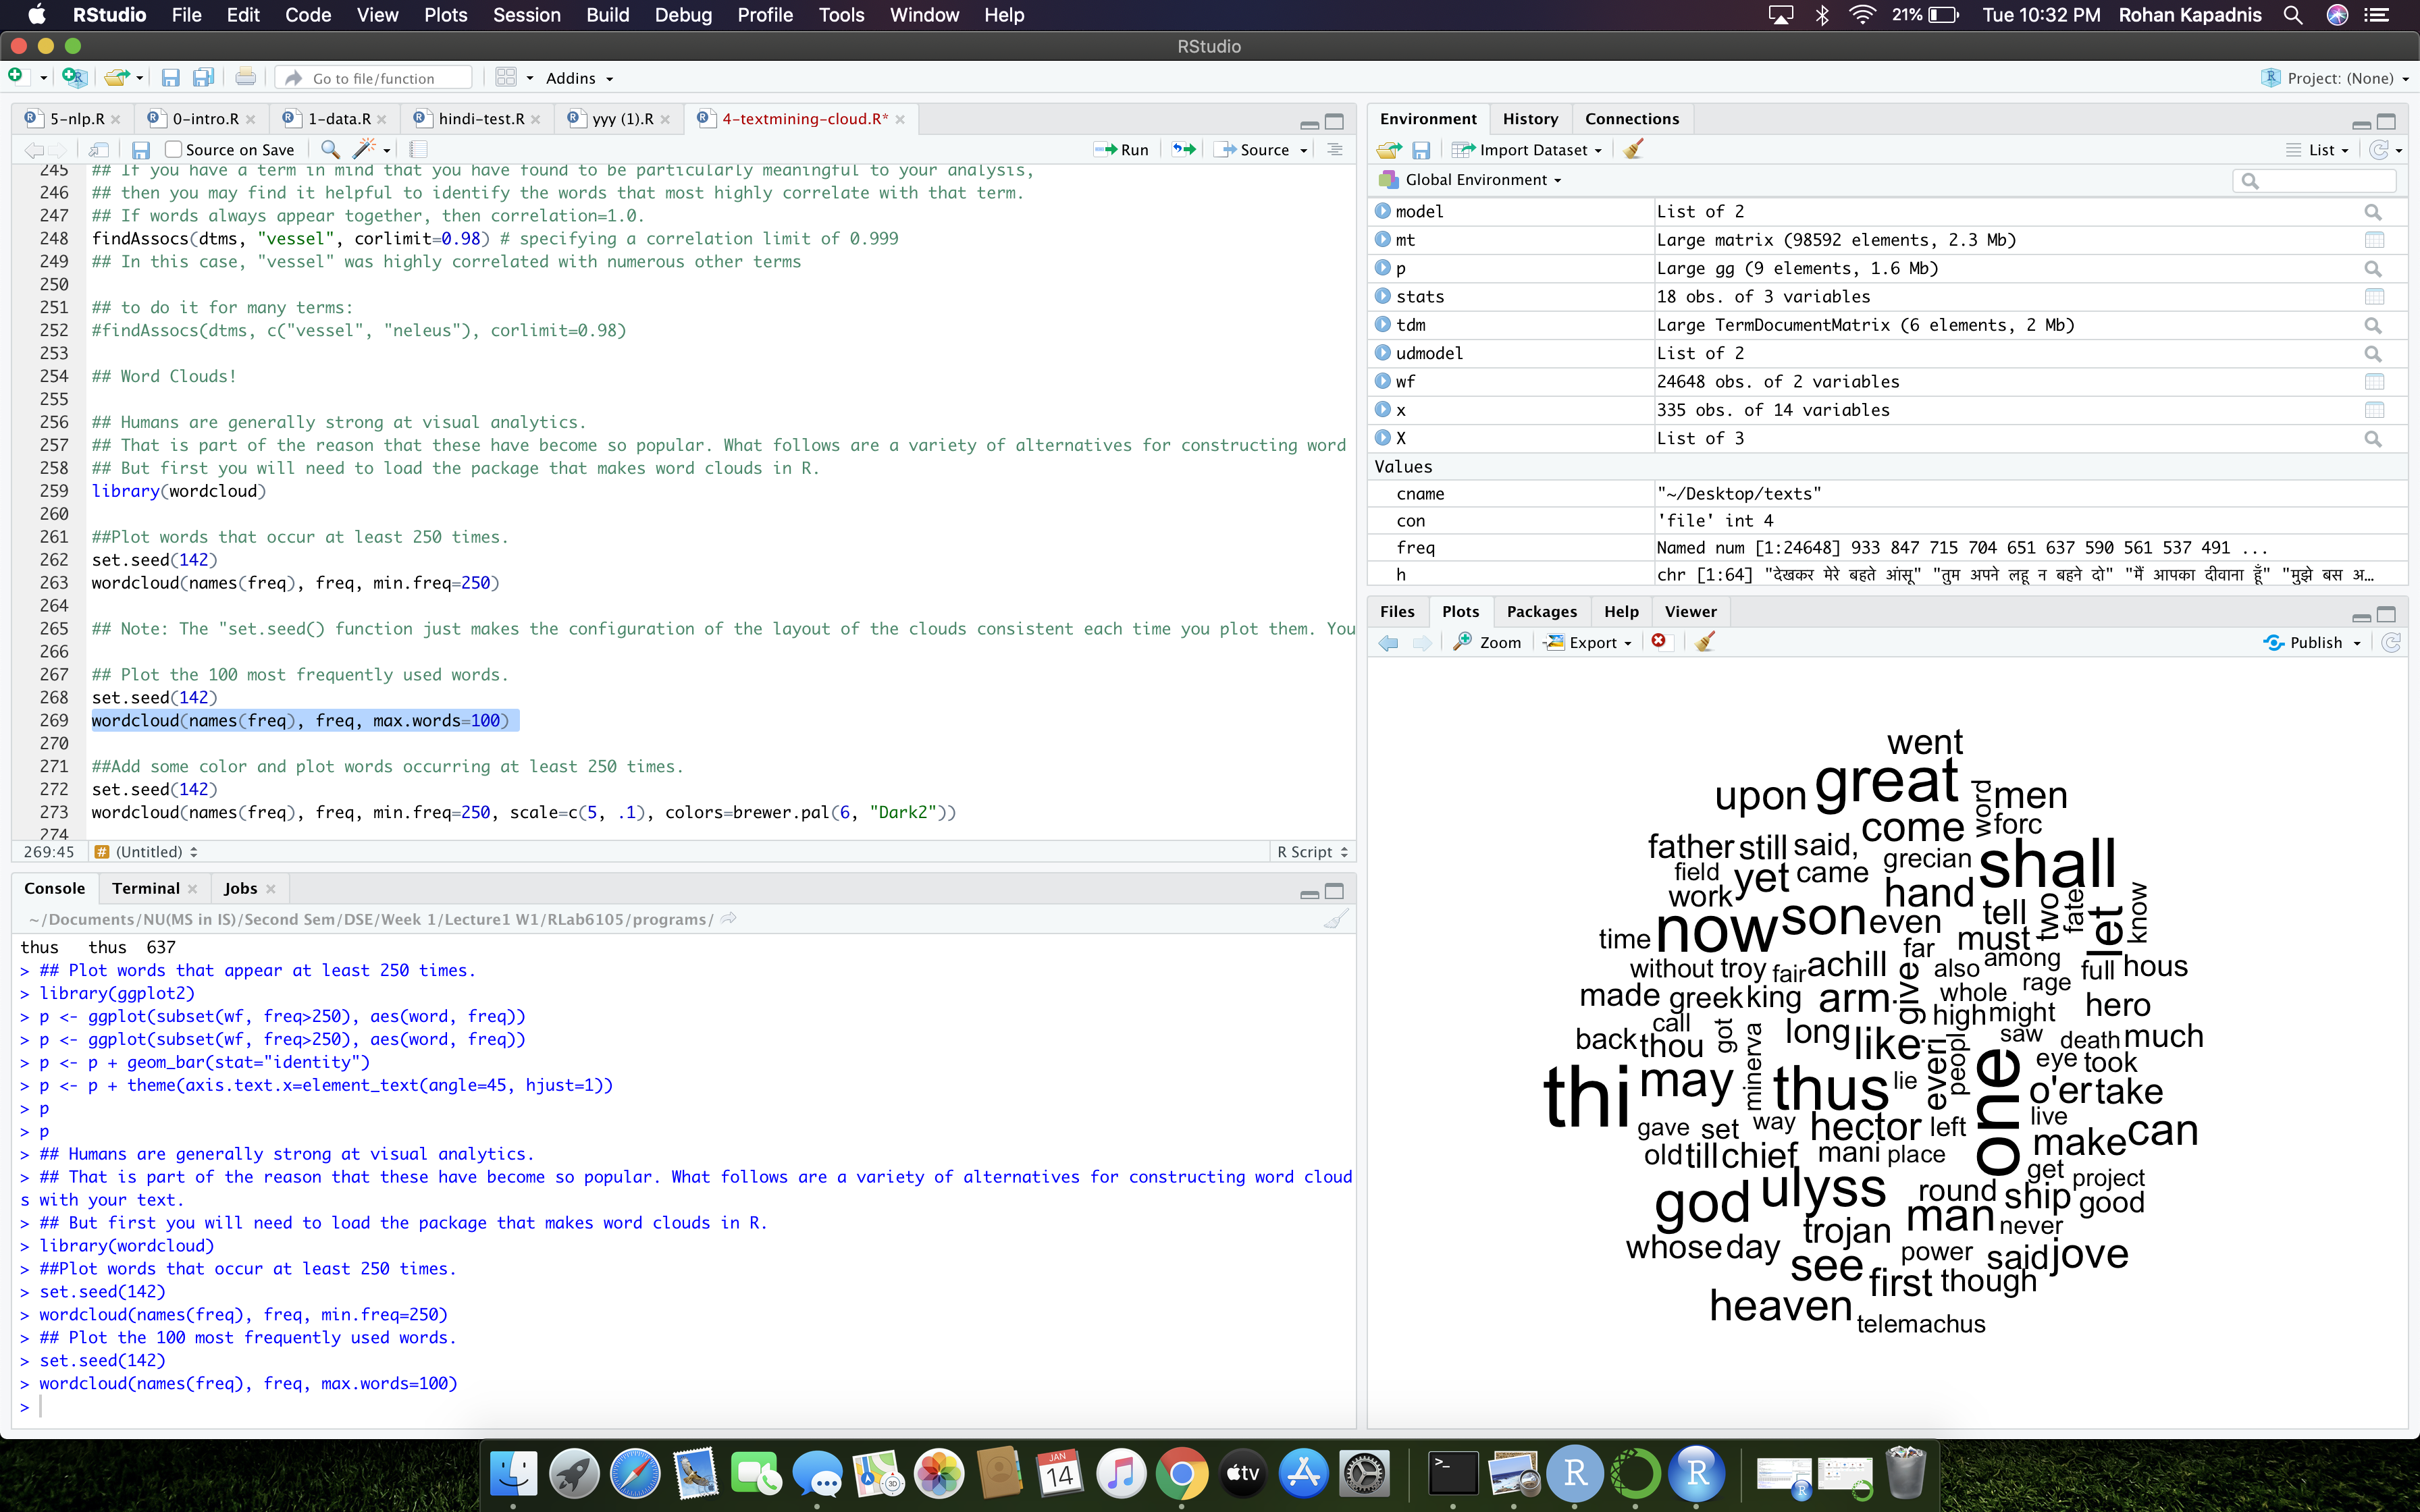 RStudio File Edit Code View Plots Session Build Debug Profile Tools Window Help 21% Tue 10:32 PM Rohan Kapadnis
RStudio
Go to file/function Addins Project: (None)
5-nlp.R 0-intro.R 1-data.R hindi-test.R yyy (1).R 4-textmining-cloud.R*
Source on Save Run Source
245 ## If you have a term in mind that you have found to be particularly meaningful to your analysis,
246 ## then you may find it helpful to identify the words that most highly correlate with that term.
247 ## If words always appear together, then correlation=1.0.
248 findAssocs(dtms, "vessel", corlimit=0.98) # specifying a correlation limit of 0.999
249 ## In this case, "vessel" was highly correlated with numerous other terms
250
251 ## to do it for many terms:
252 #findAssocs(dtms, c("vessel", "neleus"), corlimit=0.98)
253
254 ## Word Clouds!
255
256 ## Humans are generally strong at visual analytics.
257 ## That is part of the reason that these have become so popular. What follows are a variety of alternatives for constructing word
258 ## But first you will need to load the package that makes word clouds in R.
259 library(wordcloud)
260
261 ##Plot words that occur at least 250 times.
262 set.seed(142)
263 wordcloud(names(freq), freq, min.freq=250)
264
265 ## Note: The "set.seed() function just makes the configuration of the layout of the clouds consistent each time you plot them. You
266
267 ## Plot the 100 most frequently used words.
268 set.seed(142)
269 wordcloud(names(freq), freq, max.words=100)
270
271 ##Add some color and plot words occurring at least 250 times.
272 set.seed(142)
273 wordcloud(names(freq), freq, min.freq=250, scale=c(5, .1), colors=brewer.pal(6, "Dark2"))
274
269:45 # (Untitled) R Script
Console Terminal Jobs
~/Documents/NU(MS in IS)/Second Sem/DSE/Week 1/Lecture1 W1/RLab6105/programs/
thus thus 637
> ## Plot words that appear at least 250 times.
> library(ggplot2)
> p <- ggplot(subset(wf, freq>250), aes(word, freq))
> p <- ggplot(subset(wf, freq>250), aes(word, freq))
> p <- p + geom_bar(stat="identity")
> p <- p + theme(axis.text.x=element_text(angle=45, hjust=1))
> p
> p
> ## Humans are generally strong at visual analytics.
> ## That is part of the reason that these have become so popular. What follows are a variety of alternatives for constructing word cloud
s with your text.
> ## But first you will need to load the package that makes word clouds in R.
> library(wordcloud)
> ##Plot words that occur at least 250 times.
> set.seed(142)
> wordcloud(names(freq), freq, min.freq=250)
> ## Plot the 100 most frequently used words.
> set.seed(142)
> wordcloud(names(freq), freq, max.words=100)
>
Environment History Connections
Import Dataset List
Global Environment
model List of 2
mt Large matrix (98592 elements, 2.3 Mb)
p Large gg (9 elements, 1.6 Mb)
stats 18 obs. of 3 variables
tdm Large TermDocumentMatrix (6 elements, 2 Mb)
udmodel List of 2
wf 24648 obs. of 2 variables
x 335 obs. of 14 variables
X List of 3
Values
cname "~/Desktop/texts"
con 'file' int 4
freq Named num [1:24648] 933 847 715 704 651 637 590 561 537 491 ...
h chr [1:64] "देखकर मेरे बहते आंसू" "तुम अपने लहू न बहने दो" "मैं आपका दीवाना हूँ" "मुझे बस अ...
Files Plots Packages Help Viewer
Zoom Export Publish
went
upon great word men
come forc
father still said, grecian shall
field yet came
work hand tell two fate let know
now son even
time far must
without troy fair achill also among full hous
made greek king arm give whole rage
high might hero
call got long like saw
back thou minerva even peopl death much
eye took
thi may thus lie one o'er take
live
gave set way hector left make can
old till chief mani place
get project
god ulyss round ship good
man never
trojan
whose day power said jove
see first though
heaven telemachus
JAN
14
tv
R
R